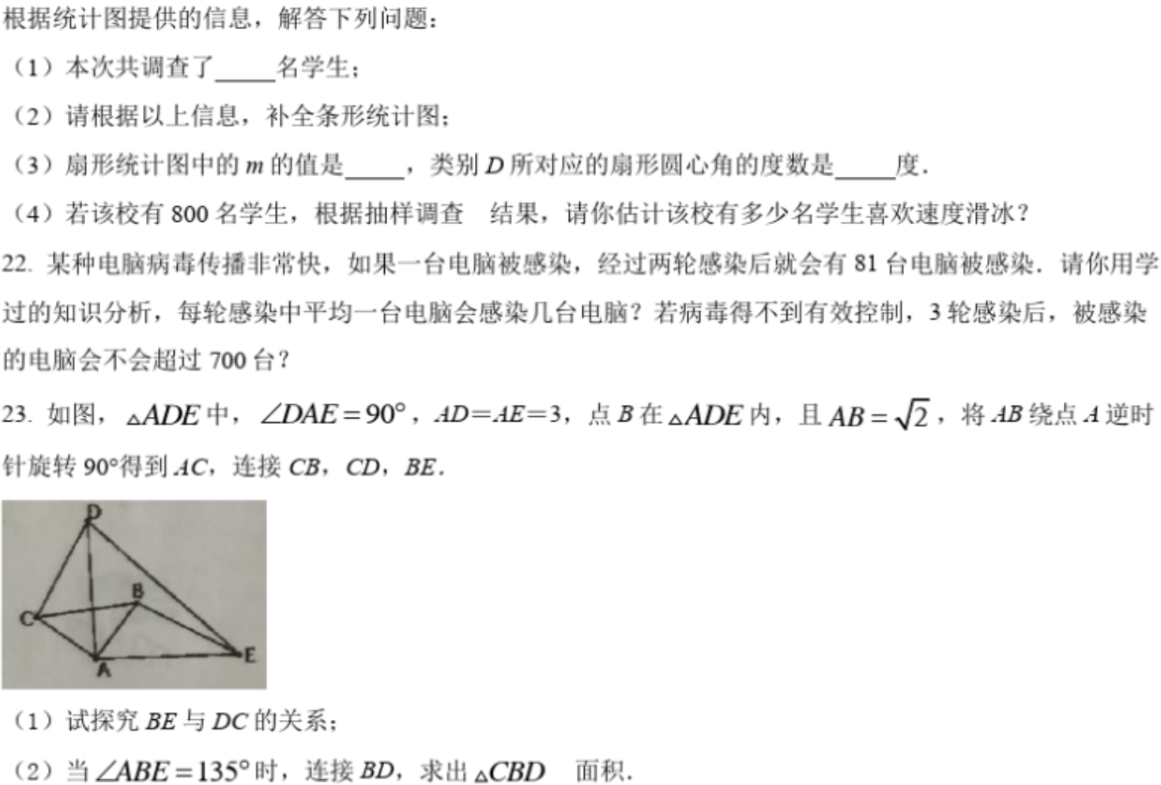 根据统计图提供的信息，解答下列问题：
（1）本次共调查了_____名学生；
（2）请根据以上信息，补全条形统计图；
（3）扇形统计图中的 m 的值是_____，类别 D 所对应的扇形圆心角的度数是_____度．
（4）若该校有 800 名学生，根据抽样调查 结果，请你估计该校有多少名学生喜欢速度滑冰？
22. 某种电脑病毒传播非常快，如果一台电脑被感染，经过两轮感染后就会有 81 台电脑被感染．请你用学
过的知识分析，每轮感染中平均一台电脑会感染几台电脑？若病毒得不到有效控制，3 轮感染后，被感染
的电脑会不会超过 700 台？
23. 如图，△ADE 中，∠DAE＝90°，AD＝AE＝3，点 B 在△ADE 内，且 AB＝√2，将 AB 绕点 A 逆时
针旋转 90°得到 AC，连接 CB，CD，BE．
D
B
C
E
A
（1）试探究 BE 与 DC 的关系；
（2）当∠ABE＝135°时，连接 BD，求出△CBD 面积．